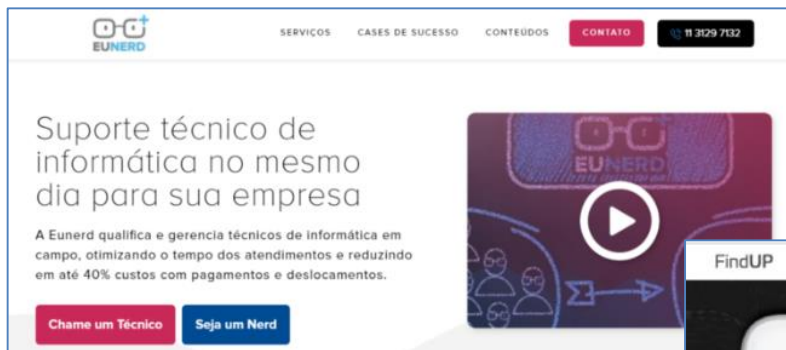 EUNERD
SERVIÇOS CASES DE SUCESSO CONTEÚDOS CONTATO 11 3129 7132
Suporte técnico de
informática no mesmo
dia para sua empresa
A Eunerd qualifica e gerencia técnicos de informática em
campo, otimizando o tempo dos atendimentos e reduzindo
em até 40% custos com pagamentos e deslocamentos.
Chame um Técnico Seja um Nerd
EUNERD
FindUP